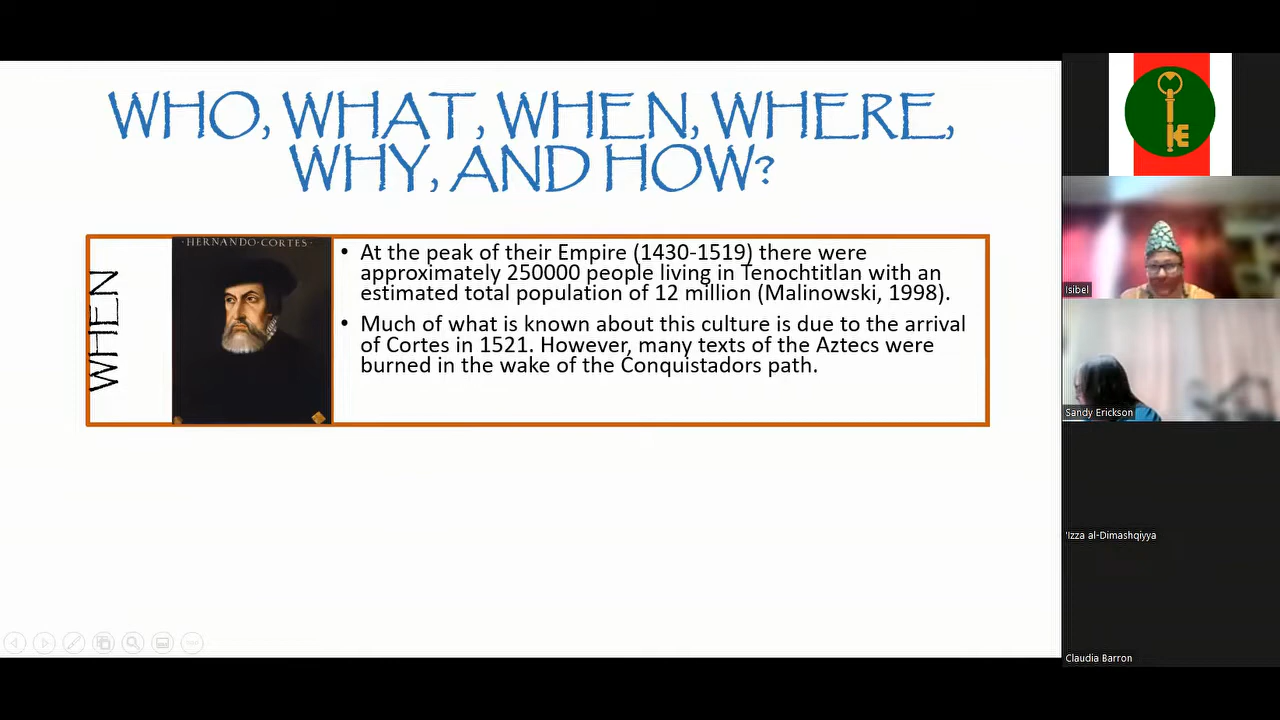 WHO, WHAT, WHEN, WHERE,
WHY, AND HOW?
WHEN
·HERNANDO·CORTES·
• At the peak of their Empire (1430-1519) there were
approximately 250000 people living in Tenochtitlan with an
estimated total population of 12 million (Malinowski, 1998).
• Much of what is known about this culture is due to the arrival
of Cortes in 1521. However, many texts of the Aztecs were
burned in the wake of the Conquistadors path.
Isibel
Sandy Erickson
'Izza al-Dimashqiyya
Claudia Barron